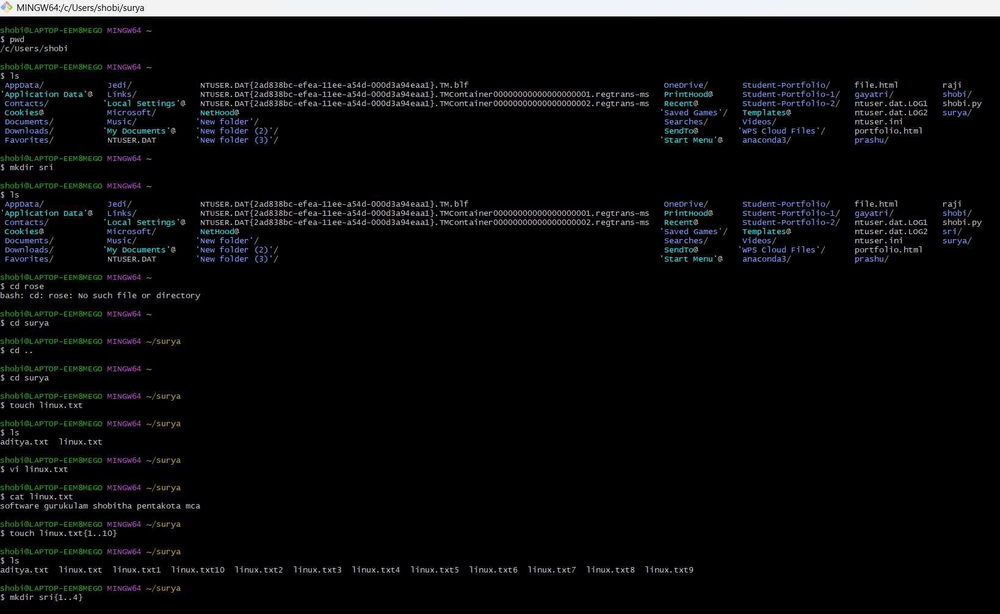 MINGW64:/c/Users/shobi/surya
shobi@LAPTOP-EEM8MEGO MINGW64 ~
$ pwd
/c/Users/shobi
shobi@LAPTOP-EEM8MEGO MINGW64 ~
$ ls
AppData/ Jedi/ NTUSER.DAT{2ad838bc-efea-11ee-a54d-000d3a94eaa1}.TM.blf OneDrive/ Student-Portfolio/ file.html raji
'Application Data'@ Links/ NTUSER.DAT{2ad838bc-efea-11ee-a54d-000d3a94eaa1}.TMContainer00000000000000000001.regtrans-ms PrintHood@ Student-Portfolio-1/ gayatri/ shobi/
Contacts/ 'Local Settings'@ NTUSER.DAT{2ad838bc-efea-11ee-a54d-000d3a94eaa1}.TMContainer00000000000000000002.regtrans-ms Recent@ Student-Portfolio-2/ ntuser.dat.LOG1 shobi.py
Cookies@ Microsoft/ NetHood@ 'Saved Games'/ Templates@ ntuser.dat.LOG2 surya/
Documents/ Music/ 'New folder'/ Searches/ Videos/ ntuser.ini
Downloads/ 'My Documents'@ 'New folder (2)'/ SendTo@ 'WPS Cloud Files'/ portfolio.html
Favorites/ NTUSER.DAT 'New folder (3)'/ 'Start Menu'@ anaconda3/ prashu/
shobi@LAPTOP-EEM8MEGO MINGW64 ~
$ mkdir sri
shobi@LAPTOP-EEM8MEGO MINGW64 ~
$ ls
AppData/ Jedi/ NTUSER.DAT{2ad838bc-efea-11ee-a54d-000d3a94eaa1}.TM.blf OneDrive/ Student-Portfolio/ file.html raji
'Application Data'@ Links/ NTUSER.DAT{2ad838bc-efea-11ee-a54d-000d3a94eaa1}.TMContainer00000000000000000001.regtrans-ms PrintHood@ Student-Portfolio-1/ gayatri/ shobi/
Contacts/ 'Local Settings'@ NTUSER.DAT{2ad838bc-efea-11ee-a54d-000d3a94eaa1}.TMContainer00000000000000000002.regtrans-ms Recent@ Student-Portfolio-2/ ntuser.dat.LOG1 shobi.py
Cookies@ Microsoft/ NetHood@ 'Saved Games'/ Templates@ ntuser.dat.LOG2 sri/
Documents/ Music/ 'New folder'/ Searches/ Videos/ ntuser.ini surya/
Downloads/ 'My Documents'@ 'New folder (2)'/ SendTo@ 'WPS Cloud Files'/ portfolio.html
Favorites/ NTUSER.DAT 'New folder (3)'/ 'Start Menu'@ anaconda3/ prashu/
shobi@LAPTOP-EEM8MEGO MINGW64 ~
$ cd rose
bash: cd: rose: No such file or directory
shobi@LAPTOP-EEM8MEGO MINGW64 ~
$ cd surya
shobi@LAPTOP-EEM8MEGO MINGW64 ~/surya
$ cd ..
shobi@LAPTOP-EEM8MEGO MINGW64 ~
$ cd surya
shobi@LAPTOP-EEM8MEGO MINGW64 ~/surya
$ touch linux.txt
shobi@LAPTOP-EEM8MEGO MINGW64 ~/surya
$ ls
aditya.txt linux.txt
shobi@LAPTOP-EEM8MEGO MINGW64 ~/surya
$ vi linux.txt
shobi@LAPTOP-EEM8MEGO MINGW64 ~/surya
$ cat linux.txt
software gurukulam shobitha pentakota mca
shobi@LAPTOP-EEM8MEGO MINGW64 ~/surya
$ touch linux.txt{1..10}
shobi@LAPTOP-EEM8MEGO MINGW64 ~/surya
$ ls
aditya.txt linux.txt linux.txt1 linux.txt10 linux.txt2 linux.txt3 linux.txt4 linux.txt5 linux.txt6 linux.txt7 linux.txt8 linux.txt9
shobi@LAPTOP-EEM8MEGO MINGW64 ~/surya
$ mkdir sri{1..4}